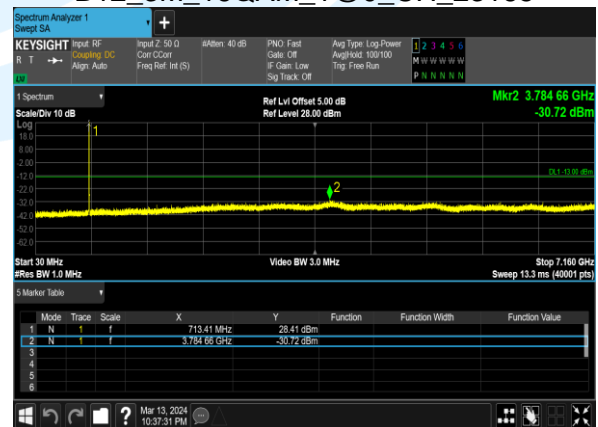 Spectrum Analyzer 1
Swept SA
KEYSIGHT Input: RF
R T Coupling: DC
Align: Auto
Input Z: 50 Ω
Corr CCorr
Freq Ref: Int (S)
#Atten: 40 dB
PNO: Fast
Gate: Off
IF Gain: Low
Sig Track: Off
Avg Type: Log-Power
Avg|Hold: 100/100
Trig: Free Run
1 2 3 4 5 6
M W W W W W
P N N N N N
LXI
1 Spectrum
Scale/Div 10 dB
Ref Lvl Offset 5.00 dB
Ref Level 28.00 dBm
Mkr2 3.784 66 GHz
-30.72 dBm
Log
18.0
8.00
-2.00
-12.0
-22.0
-32.0
-42.0
-52.0
-62.0
1
2
DL1 -13.00 dBm
Start 30 MHz
#Res BW 1.0 MHz
Video BW 3.0 MHz
Stop 7.160 GHz
Sweep 13.3 ms (40001 pts)
5 Marker Table
Mode Trace Scale X Y Function Function Width Function Value
1 N 1 f 713.41 MHz 28.41 dBm
2 N 1 f 3.784 66 GHz -30.72 dBm
3
4
5
6
Mar 13, 2024
10:37:31 PM